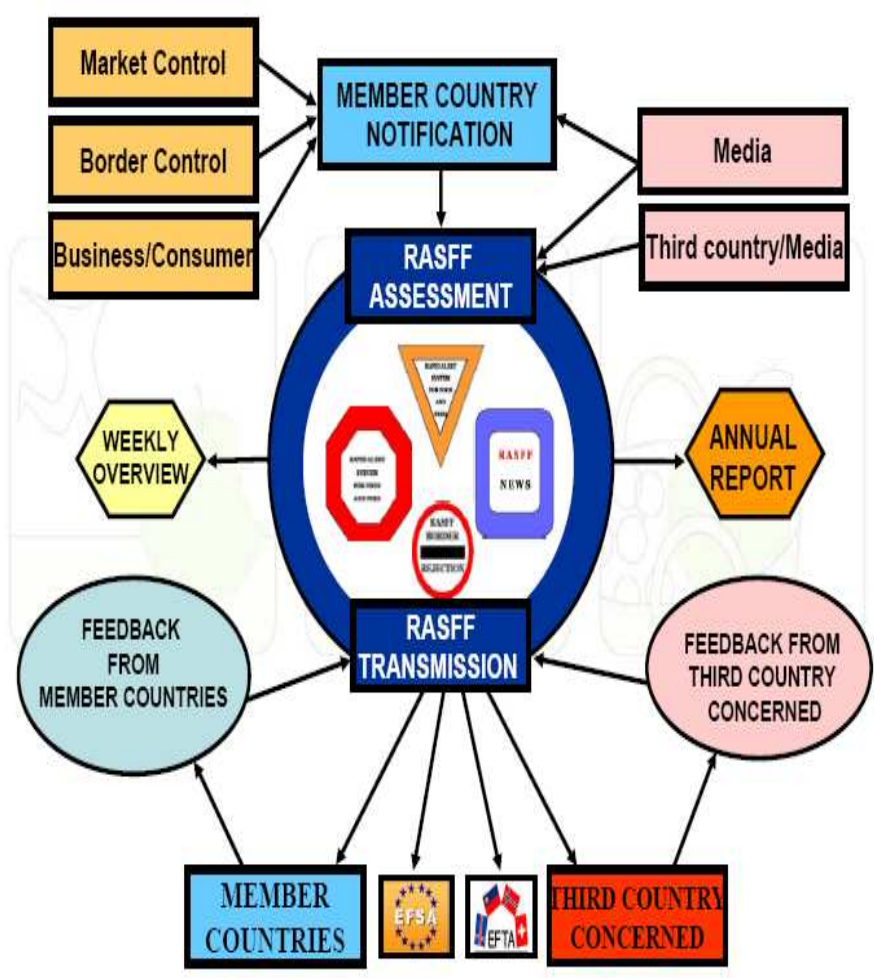 Market Control
MEMBER COUNTRY
NOTIFICATION
Border Control
Media
Business/Consumer
Third country/Media
RASFF
ASSESSMENT
WEEKLY
OVERVIEW
RASFF
NEWS
ANNUAL
REPORT
RASFF
BORDER
REJECTION
FEEDBACK
FROM
MEMBER COUNTRIES
RASFF
TRANSMISSION
FEEDBACK FROM
THIRD COUNTRY
CONCERNED
MEMBER
COUNTRIES
EFSA
EFTA
THIRD COUNTRY
CONCERNED